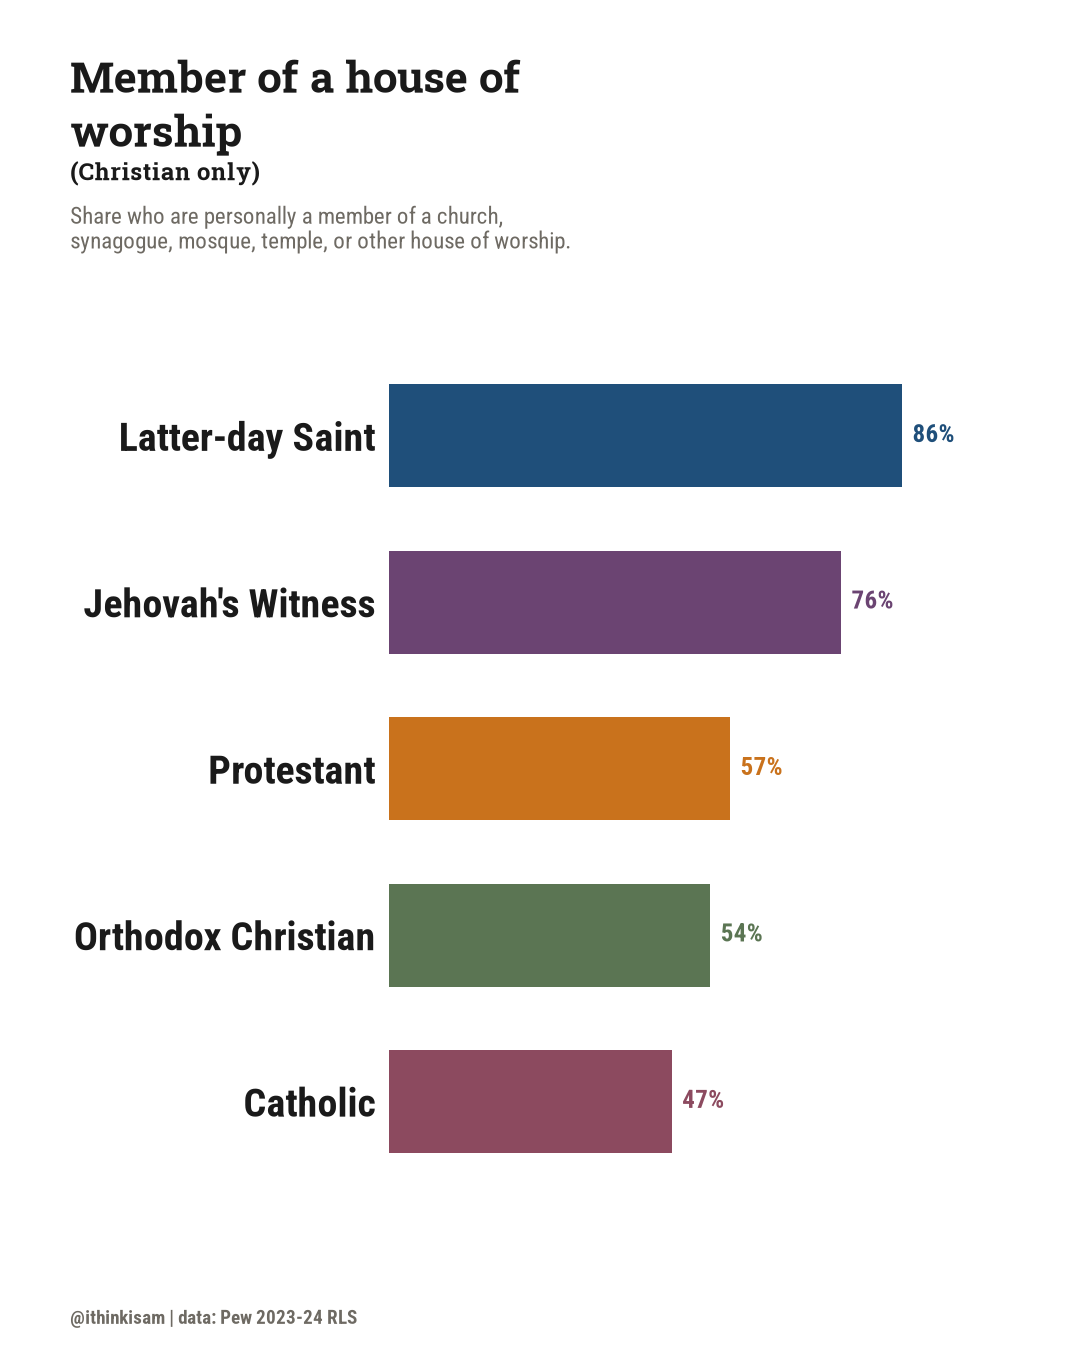 Member of a house of
worship
(Christian only)
Share who are personally a member of a church,
synagogue, mosque, temple, or other house of worship.
Latter-day Saint 86%
Jehovah's Witness 76%
Protestant 57%
Orthodox Christian 54%
Catholic 47%
@ithinkisam | data: Pew 2023-24 RLS